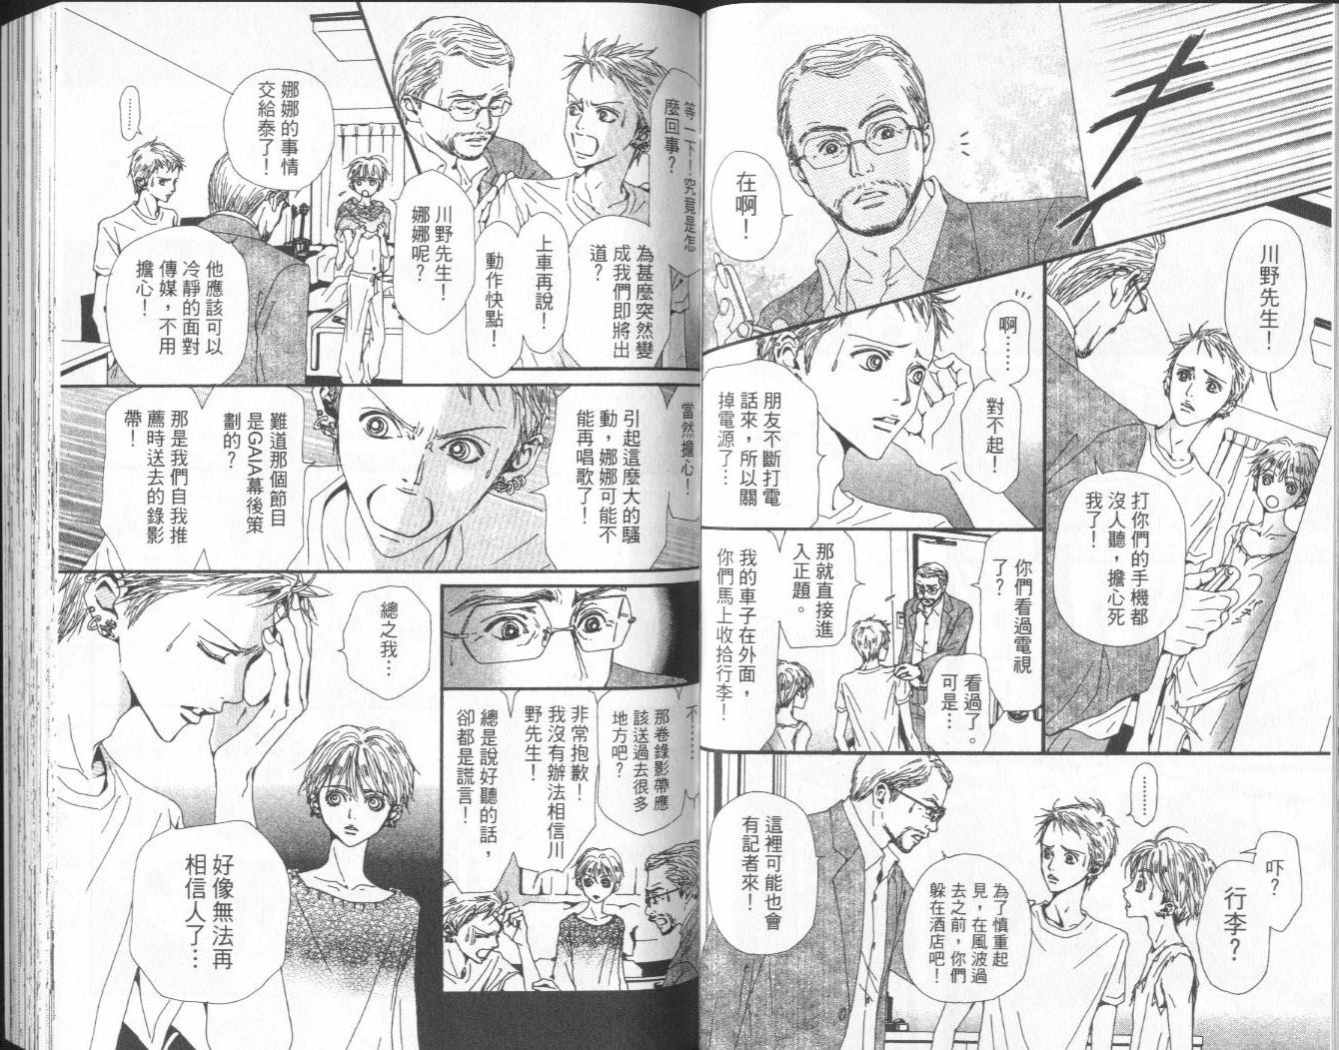 川野先生！
在啊！
打你們的手機都
沒人聽，擔心死
我了！
啊……
對不起！
朋友不斷打電
話來，所以關
掉電源了…
你們看過電視
了？
看過了。
可是…
那就直接進
入正題。
我的車子在外面，
你們馬上收拾行李！
吓？
行李？
………
為了慎重起
見，在風波過
去之前，你們
躲在酒店吧！
這裡可能也會
有記者來！
等一下！究竟是怎
麼回事？
為甚麼突然變
成我們即將出
道？
上車再說！
動作快點！
川野先生！
娜娜呢？
娜娜的事情
交給泰了！
………
他應該可以
冷靜的面對
傳媒，不用
擔心！
當然擔心！
引起這麼大的騷
動，娜娜可能不
能再唱歌了！
難道那個節目
是GAIA幕後策
劃的？
那是我們自我推
薦時送去的錄影
帶！
不……
那卷錄影帶應
該送過去很多
地方吧？
非常抱歉！
我沒有辦法相信川
野先生！
總是說好聽的話，
卻都是謊言！
總之我…
好像無法再
相信人了…